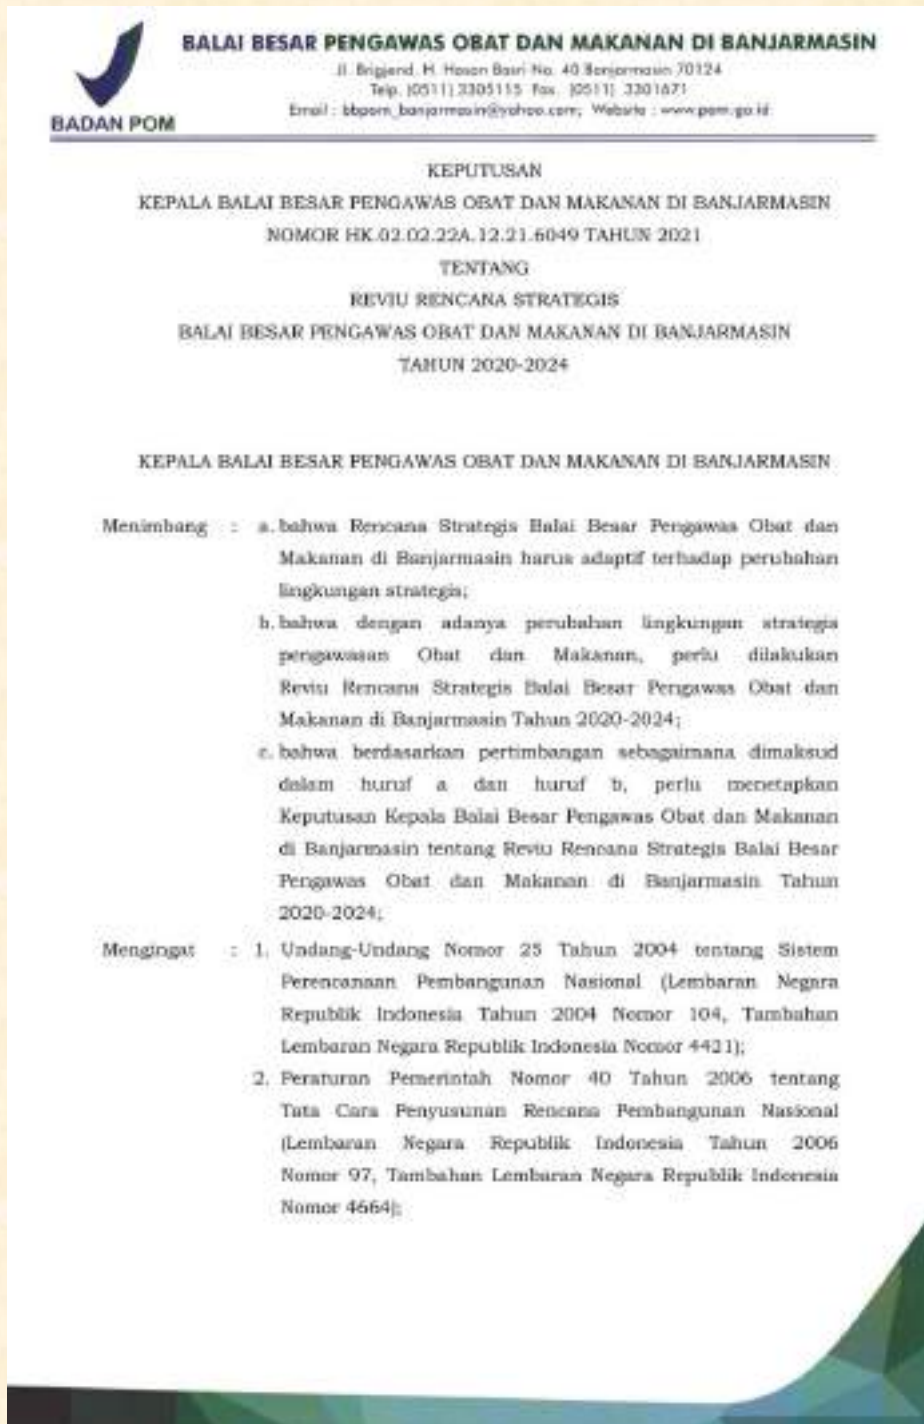 BALAI BESAR PENGAWAS OBAT DAN MAKANAN DI BANJARMASIN
Jl. Brigjend. H. Hasan Basri No. 40 Banjarmasin 70124
Telp. (0511) 3305115 Fax. (0511) 3301671
Email : bbpom_banjarmasin@yahoo.com; Website : www.pom.go.id
BADAN POM
KEPUTUSAN
KEPALA BALAI BESAR PENGAWAS OBAT DAN MAKANAN DI BANJARMASIN
NOMOR HK.02.02.22A.12.21.6049 TAHUN 2021
TENTANG
REVIU RENCANA STRATEGIS
BALAI BESAR PENGAWAS OBAT DAN MAKANAN DI BANJARMASIN
TAHUN 2020-2024
KEPALA BALAI BESAR PENGAWAS OBAT DAN MAKANAN DI BANJARMASIN
Menimbang : a. bahwa Rencana Strategis Balai Besar Pengawas Obat dan
Makanan di Banjarmasin harus adaptif terhadap perubahan
lingkungan strategis;
b. bahwa dengan adanya perubahan lingkungan strategis
pengawasan Obat dan Makanan, perlu dilakukan
Reviu Rencana Strategis Balai Besar Pengawas Obat dan
Makanan di Banjarmasin Tahun 2020-2024;
c. bahwa berdasarkan pertimbangan sebagaimana dimaksud
dalam huruf a dan huruf b, perlu menetapkan
Keputusan Kepala Balai Besar Pengawas Obat dan Makanan
di Banjarmasin tentang Reviu Rencana Strategis Balai Besar
Pengawas Obat dan Makanan di Banjarmasin Tahun
2020-2024;
Mengingat : 1. Undang-Undang Nomor 25 Tahun 2004 tentang Sistem
Perencanaan Pembangunan Nasional (Lembaran Negara
Republik Indonesia Tahun 2004 Nomor 104, Tambahan
Lembaran Negara Republik Indonesia Nomor 4421);
2. Peraturan Pemerintah Nomor 40 Tahun 2006 tentang
Tata Cara Penyusunan Rencana Pembangunan Nasional
(Lembaran Negara Republik Indonesia Tahun 2006
Nomor 97, Tambahan Lembaran Negara Republik Indonesia
Nomor 4664);